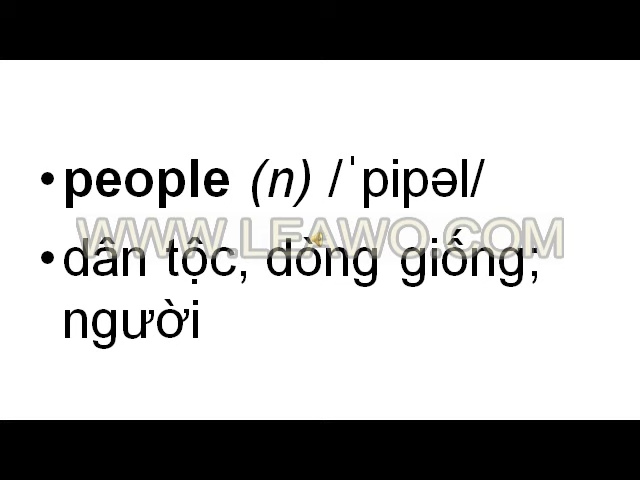 •people (n) /ˈpipəl/
WWW.LEAWO.COM
•dân tộc, dòng giống;
người